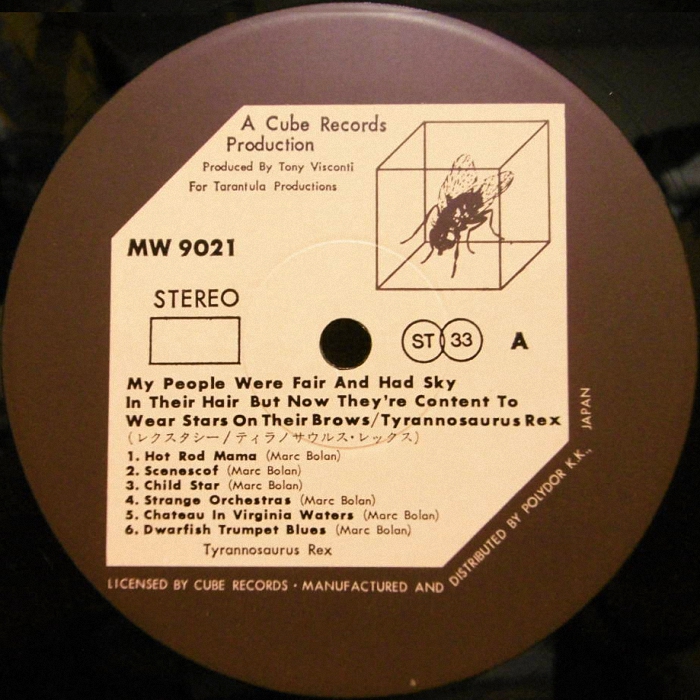 A Cube Records
Production
Produced By Tony Visconti
For Tarantula Productions
MW 9021
STEREO
ST 33 A
My People Were Fair And Had Sky
In Their Hair But Now They're Content To
Wear Stars On Their Brows/Tyrannosaurus Rex
(レクスタシー/ティラノサウルス・レックス)
1. Hot Rod Mama (Marc Bolan)
2. Scenescof (Marc Bolan)
3. Child Star (Marc Bolan)
4. Strange Orchestras (Marc Bolan)
5. Chateau In Virginia Waters (Marc Bolan)
6. Dwarfish Trumpet Blues (Marc Bolan)
Tyrannosaurus Rex
LICENSED BY CUBE RECORDS · MANUFACTURED AND DISTRIBUTED BY POLYDOR K.K., JAPAN